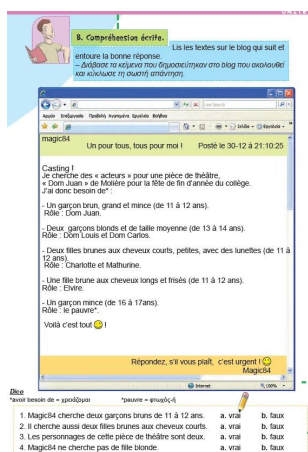 B. Compréhension écrite.
Lis les textes sur le blog qui suit et
entoure la bonne réponse.
– Διάβασε τα κείμενα που δημοσιεύτηκαν στο blog που ακολουθεί
και κύκλωσε τη σωστή απάντηση.
Αρχείο Επεξεργασία Προβολή Αγαπημένα Εργαλεία Βοήθεια
magic84
Un pour tous, tous pour moi ! Posté le 30-12 à 21:10:25
Casting !
Je cherche des « acteurs » pour une pièce de théâtre,
« Dom Juan » de Molière pour la fête de fin d'année du collège.
J'ai donc besoin de* :
- Un garçon brun, grand et mince (de 11 à 12 ans).
Rôle : Dom Juan.
- Deux garçons blonds et de taille moyenne (de 13 à 14 ans).
Rôle : Dom Louis et Dom Carlos.
- Deux filles brunes aux cheveux courts, petites, avec des lunettes (de 11 à
12 ans).
Rôle : Charlotte et Mathurine.
- Une fille brune aux cheveux longs et frisés (de 11 à 12 ans).
Rôle : Elvire.
- Un garçon mince (de 16 à 17ans).
Rôle : le pauvre*.
Voilà c'est tout !
Répondez, s'il vous plaît, c'est urgent !
Magic84
Internet 100%
Dico
*avoir besoin de = χρειάζομαι *pauvre = φτωχός-ή
1. Magic84 cherche deux garçons bruns de 11 à 12 ans. a. vrai b. faux
2. Il cherche aussi deux filles brunes aux cheveux courts. a. vrai b. faux
3. Les personnages de cette pièce de théâtre sont deux. a. vrai b. faux
4. Magic84 ne cherche pas de fille blonde. a. vrai b. faux